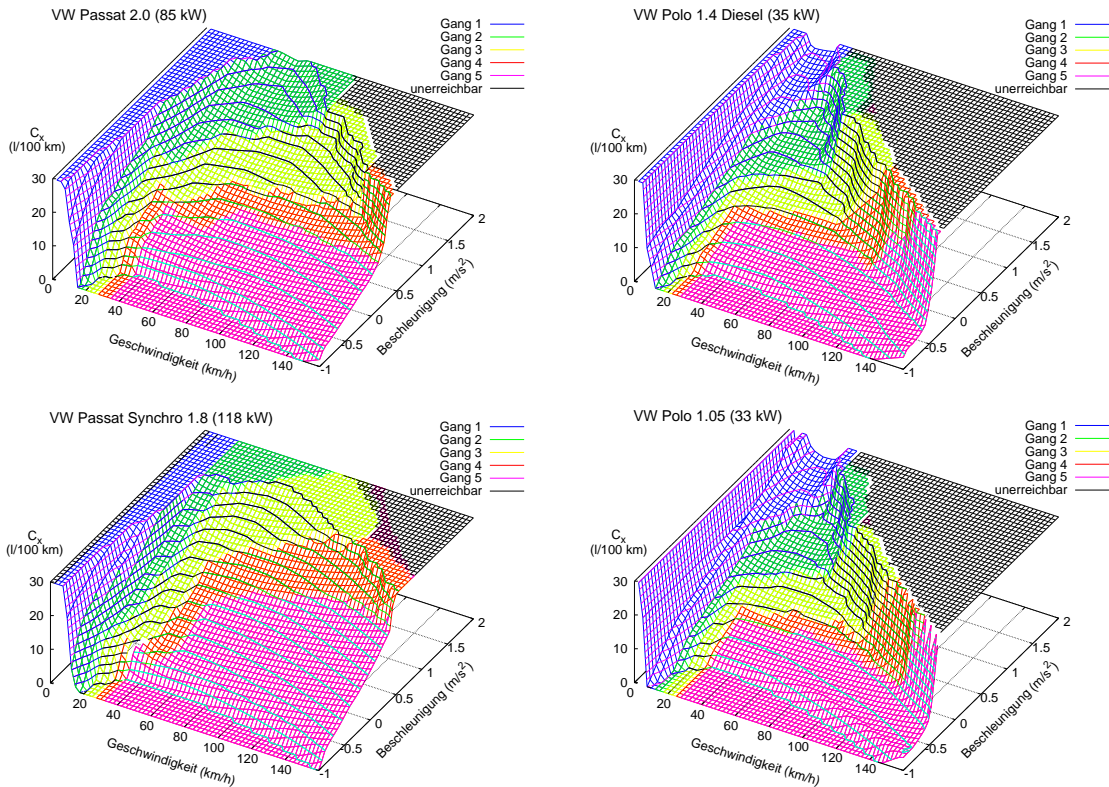 VW Passat 2.0 (85 kW)
Gang 1
Gang 2
Gang 3
Gang 4
Gang 5
unerreichbar
Cx
(l/100 km)
30
20
10
0
0
20
40
60
80
100
120
140
Geschwindigkeit (km/h)
-1
-0.5
0
0.5
1
1.5
2
Beschleunigung (m/s²)
VW Polo 1.4 Diesel (35 kW)
Gang 1
Gang 2
Gang 3
Gang 4
Gang 5
unerreichbar
Cx
(l/100 km)
30
20
10
0
0
20
40
60
80
100
120
140
Geschwindigkeit (km/h)
-1
-0.5
0
0.5
1
1.5
2
Beschleunigung (m/s²)
VW Passat Synchro 1.8 (118 kW)
Gang 1
Gang 2
Gang 3
Gang 4
Gang 5
unerreichbar
Cx
(l/100 km)
30
20
10
0
0
20
40
60
80
100
120
140
Geschwindigkeit (km/h)
-1
-0.5
0
0.5
1
1.5
2
Beschleunigung (m/s²)
VW Polo 1.05 (33 kW)
Gang 1
Gang 2
Gang 3
Gang 4
Gang 5
unerreichbar
Cx
(l/100 km)
30
20
10
0
0
20
40
60
80
100
120
140
Geschwindigkeit (km/h)
-1
-0.5
0
0.5
1
1.5
2
Beschleunigung (m/s²)